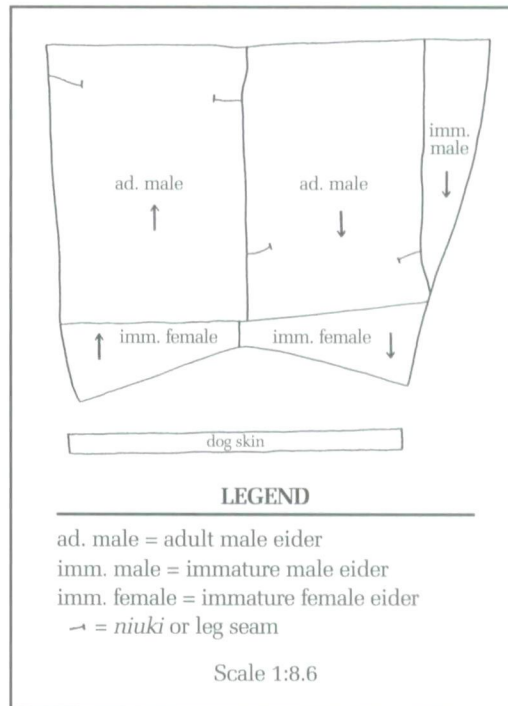 imm.
male
ad. male
ad. male
imm. female
imm. female
dog skin
LEGEND
ad. male = adult male eider
imm. male = immature male eider
imm. female = immature female eider
= niuki or leg seam
Scale 1:8.6